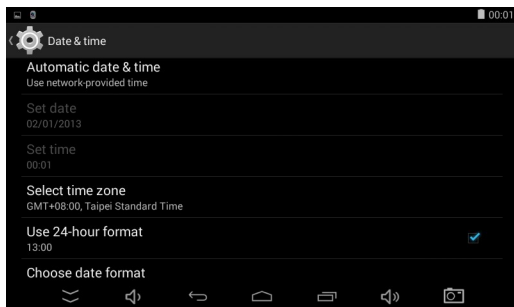 00:01
Date & time
Automatic date & time
Use network-provided time
Set date
02/01/2013
Set time
00:01
Select time zone
GMT+08:00, Taipei Standard Time
Use 24-hour format
13:00
Choose date format